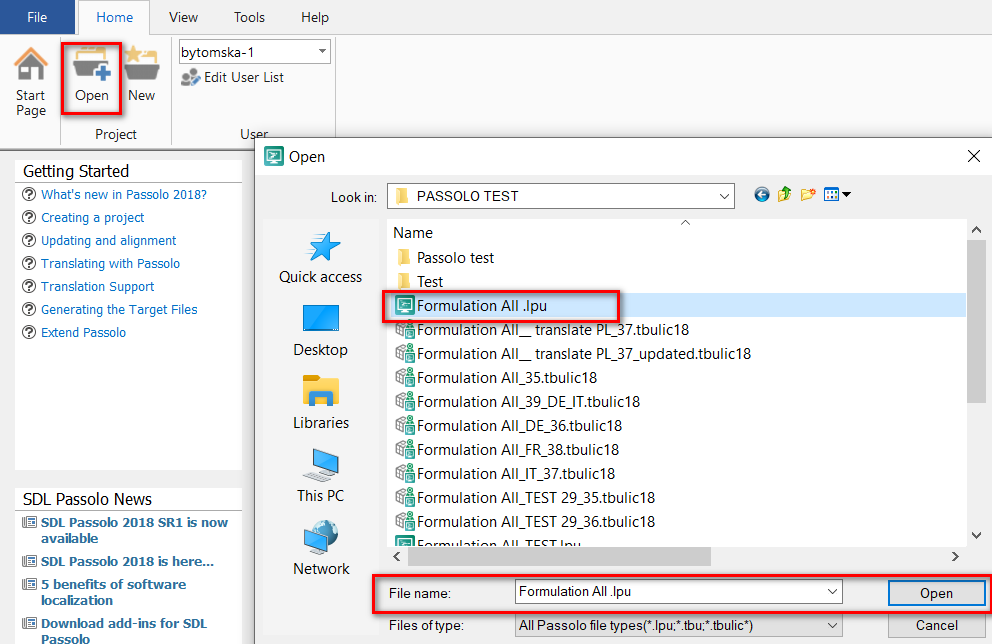 File
Home
View
Tools
Help
Start
Page
Open
New
Project
bytomska-1
Edit User List
User
Getting Started
What's new in Passolo 2018?
Creating a project
Updating and alignment
Translating with Passolo
Translation Support
Generating the Target Files
Extend Passolo
SDL Passolo News
SDL Passolo 2018 SR1 is now
available
SDL Passolo 2018 is here...
5 benefits of software
localization
Download add-ins for SDL
Passolo
Open
Look in:
PASSOLO TEST
Quick access
Desktop
Libraries
This PC
Network
Name
Passolo test
Test
Formulation All .lpu
Formulation All__ translate PL_37.tbulic18
Formulation All__ translate PL_37_updated.tbulic18
Formulation All_35.tbulic18
Formulation All_39_DE_IT.tbulic18
Formulation All_DE_36.tbulic18
Formulation All_FR_38.tbulic18
Formulation All_IT_37.tbulic18
Formulation All_TEST 29_35.tbulic18
Formulation All_TEST 29_36.tbulic18
Formulation All_TEST.lpu
File name:
Formulation All .lpu
Open
Files of type:
All Passolo file types(*.lpu;*.tbu;*.tbulic*)
Cancel